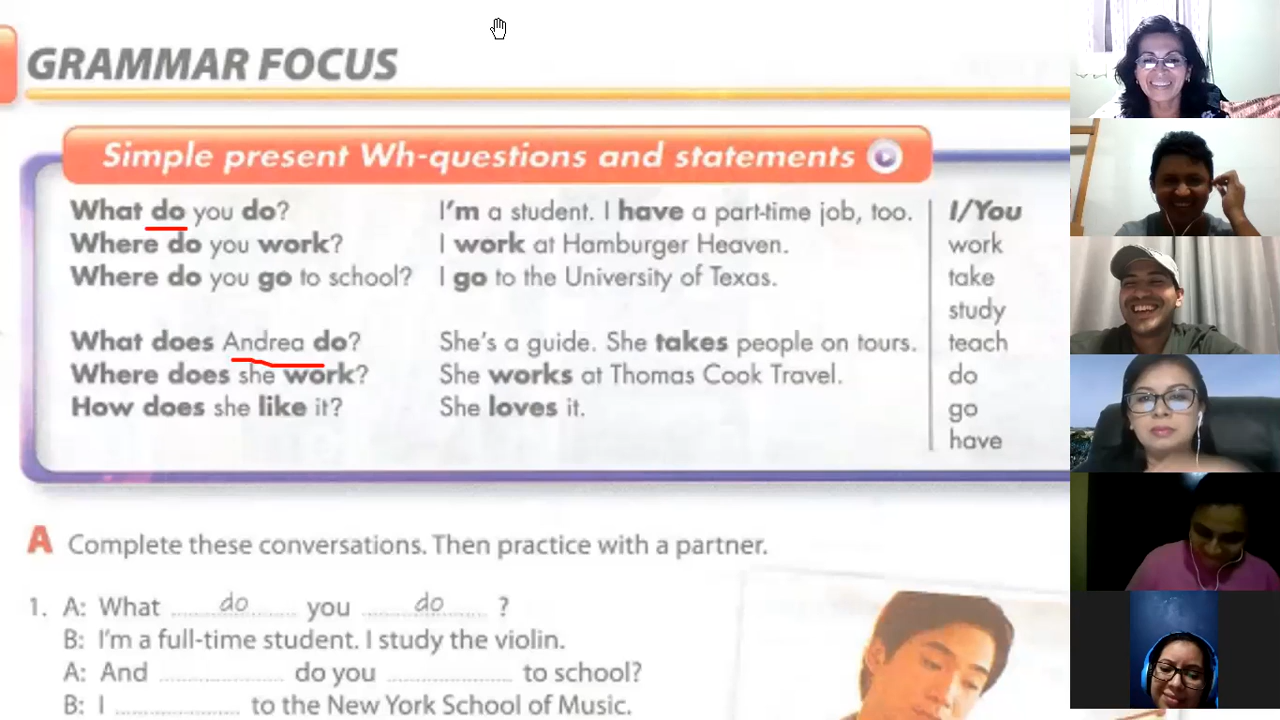 GRAMMAR FOCUS
Simple present Wh-questions and statements
What do you do? I'm a student. I have a part-time job, too. I/You
Where do you work? I work at Hamburger Heaven. work
Where do you go to school? I go to the University of Texas. take
study
What does Andrea do? She's a guide. She takes people on tours. teach
Where does she work? She works at Thomas Cook Travel. do
How does she like it? She loves it. go
have
A Complete these conversations. Then practice with a partner.
1. A: What do you do ?
B: I'm a full-time student. I study the violin.
A: And ............ do you ............ to school?
B: I ............ to the New York School of Music.